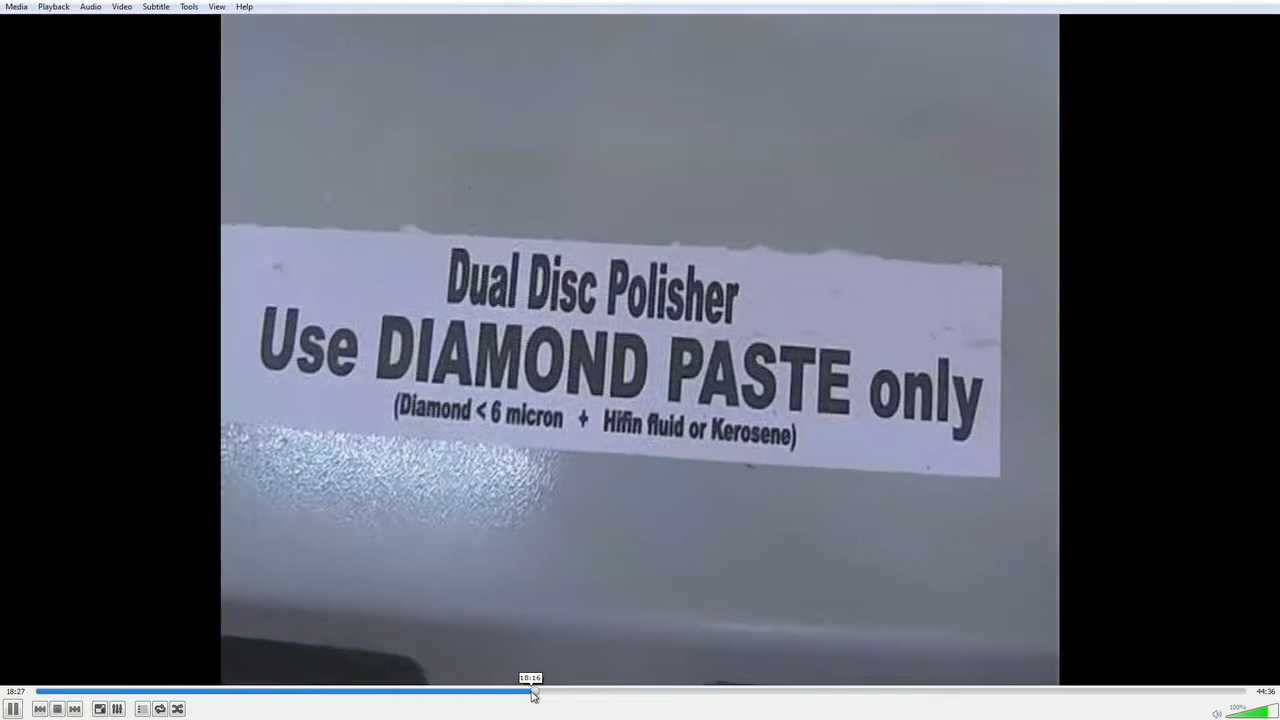 Media Playback Audio Video Subtitle Tools View Help
Dual Disc Polisher
Use DIAMOND PASTE only
(Diamond < 6 micron + Hifin fluid or Kerosene)
18:16
18:27
44:36
100%